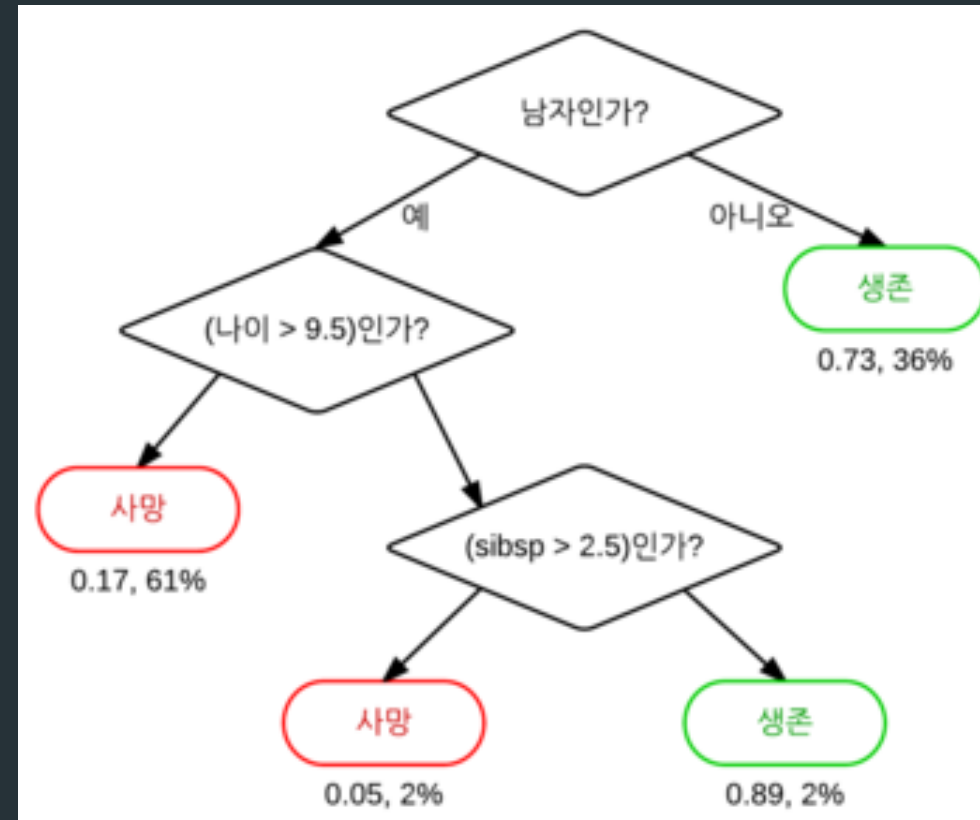 남자인가?
예
아니오
생존
0.73, 36%
(나이 > 9.5)인가?
사망
0.17, 61%
(sibsp > 2.5)인가?
사망
0.05, 2%
생존
0.89, 2%